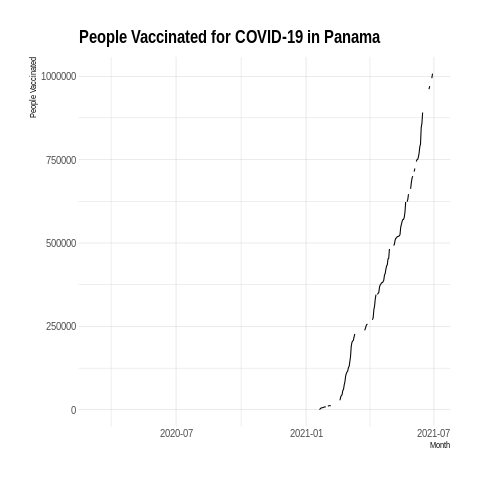 People Vaccinated for COVID-19 in Panama
People Vaccinated
1000000
750000
500000
250000
0
2020-07
2021-01
2021-07
Month